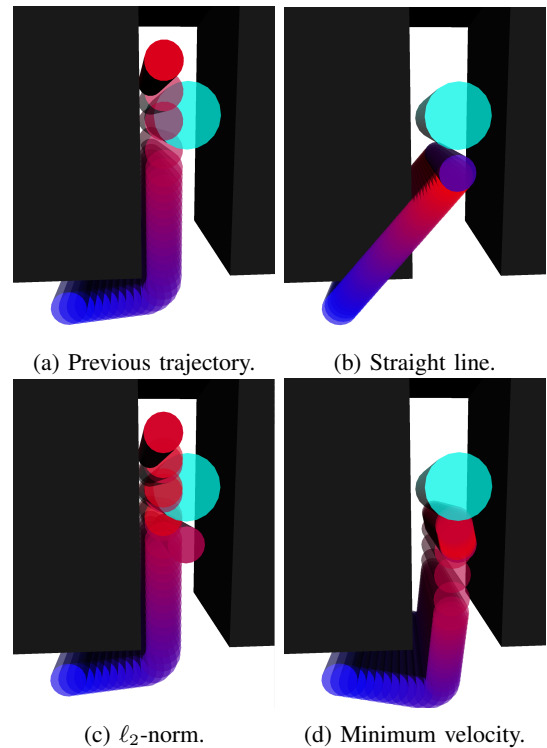 (a) Previous trajectory.
(b) Straight line.
(c) ℓ₂-norm.
(d) Minimum velocity.